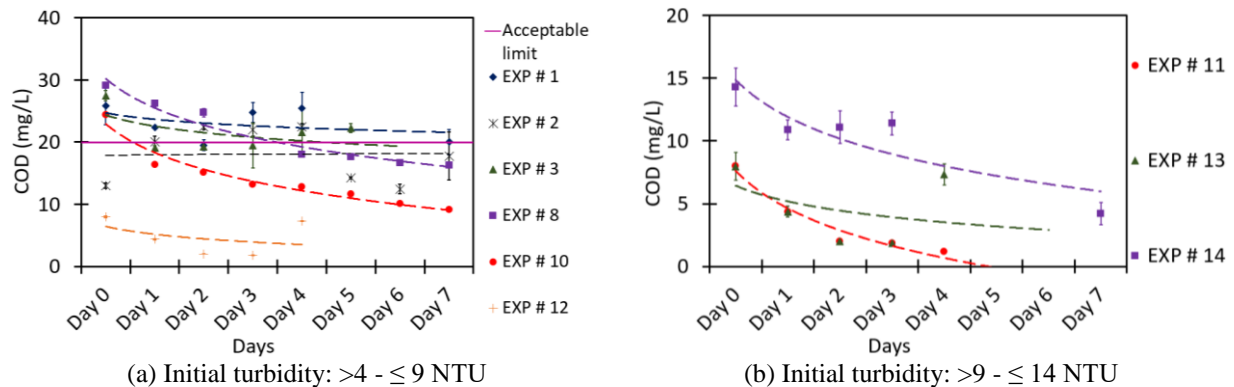 COD (mg/L)
40
30
20
10
0
Day 0
Day 1
Day 2
Day 3
Day 4
Day 5
Day 6
Day 7
Days
Acceptable
limit
EXP # 1
EXP # 2
EXP # 3
EXP # 8
EXP # 10
EXP # 12
(a) Initial turbidity: >4 - ≤ 9 NTU
COD (mg/L)
20
15
10
5
0
Day 0
Day 1
Day 2
Day 3
Day 4
Day 5
Day 6
Day 7
Days
EXP # 11
EXP # 13
EXP # 14
(b) Initial turbidity: >9 - ≤ 14 NTU